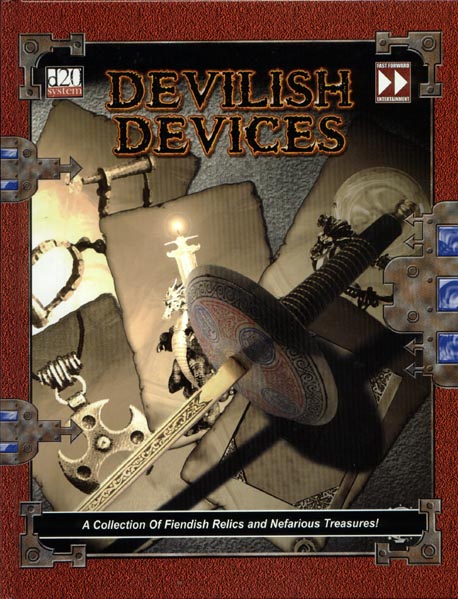 d20
system
FAST FORWARD
ENTERTAINMENT
DEVILISH
DEVICES
A Collection Of Fiendish Relics and Nefarious Treasures!